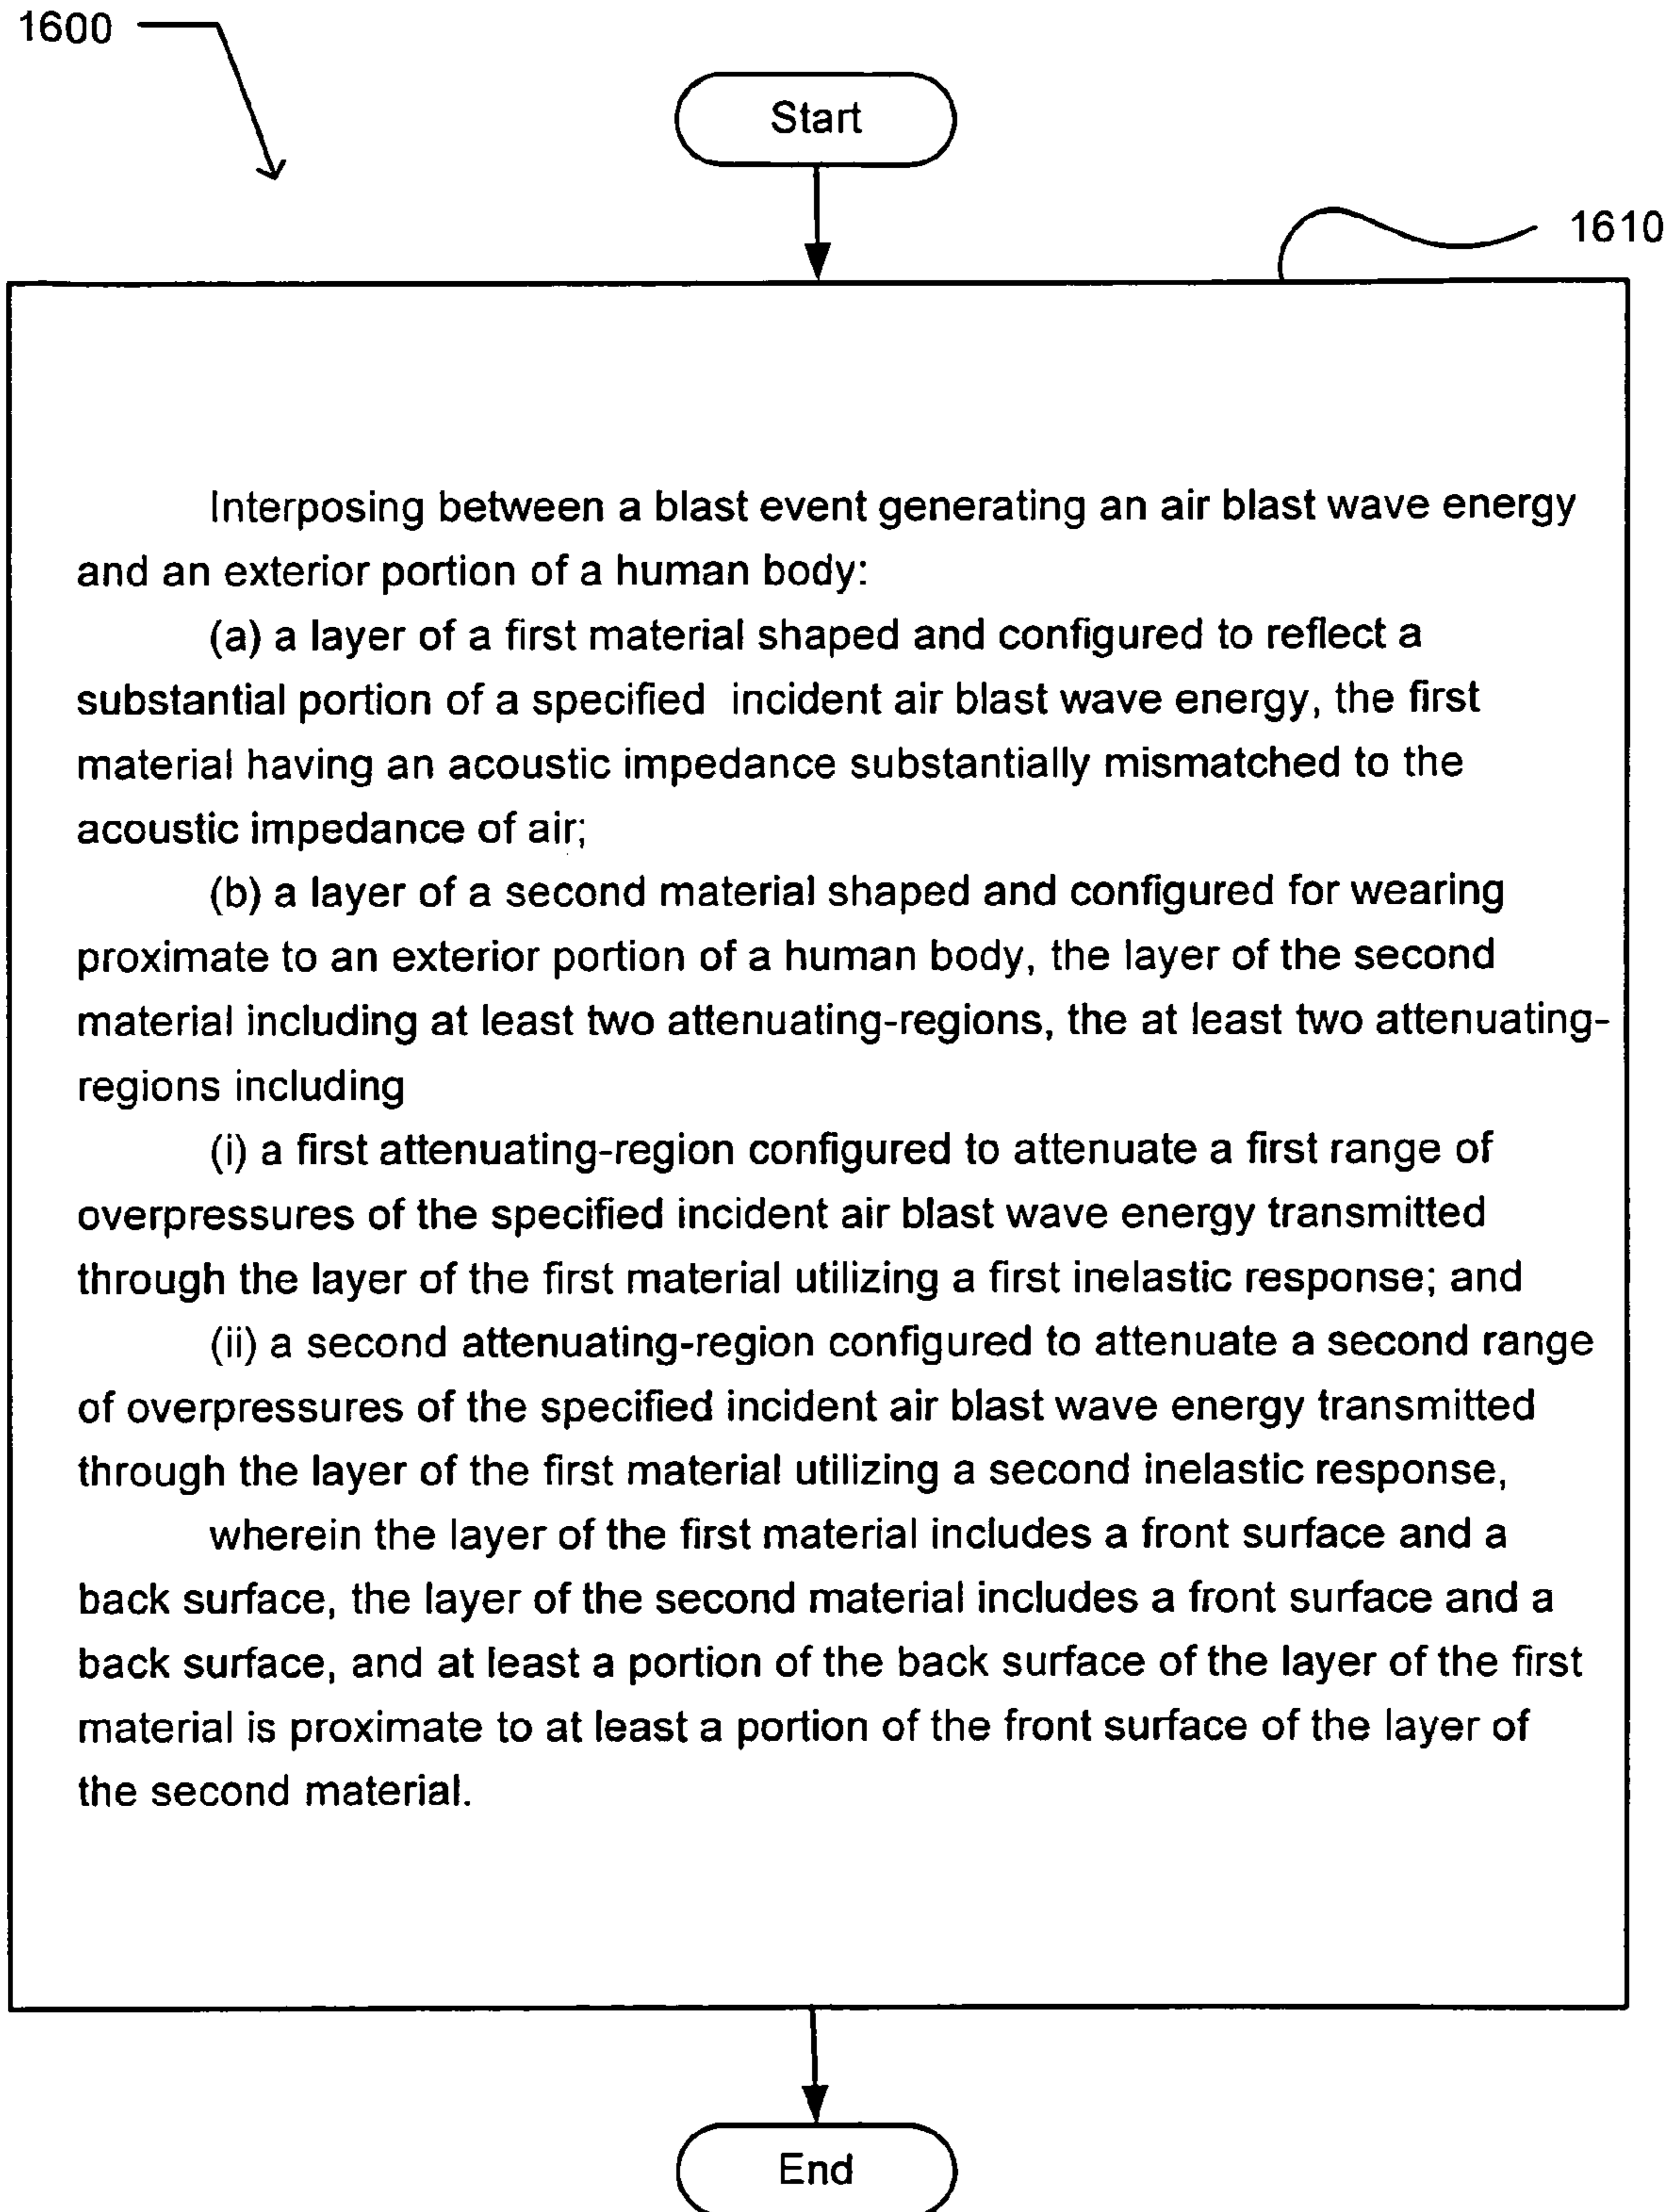 1600
Start
1610
Interposing between a blast event generating an air blast wave energy
and an exterior portion of a human body:
(a) a layer of a first material shaped and configured to reflect a
substantial portion of a specified incident air blast wave energy, the first
material having an acoustic impedance substantially mismatched to the
acoustic impedance of air;
(b) a layer of a second material shaped and configured for wearing
proximate to an exterior portion of a human body, the layer of the second
material including at least two attenuating-regions, the at least two attenuating-
regions including
(i) a first attenuating-region configured to attenuate a first range of
overpressures of the specified incident air blast wave energy transmitted
through the layer of the first material utilizing a first inelastic response; and
(ii) a second attenuating-region configured to attenuate a second range
of overpressures of the specified incident air blast wave energy transmitted
through the layer of the first material utilizing a second inelastic response,
wherein the layer of the first material includes a front surface and a
back surface, the layer of the second material includes a front surface and a
back surface, and at least a portion of the back surface of the layer of the first
material is proximate to at least a portion of the front surface of the layer of
the second material.
End